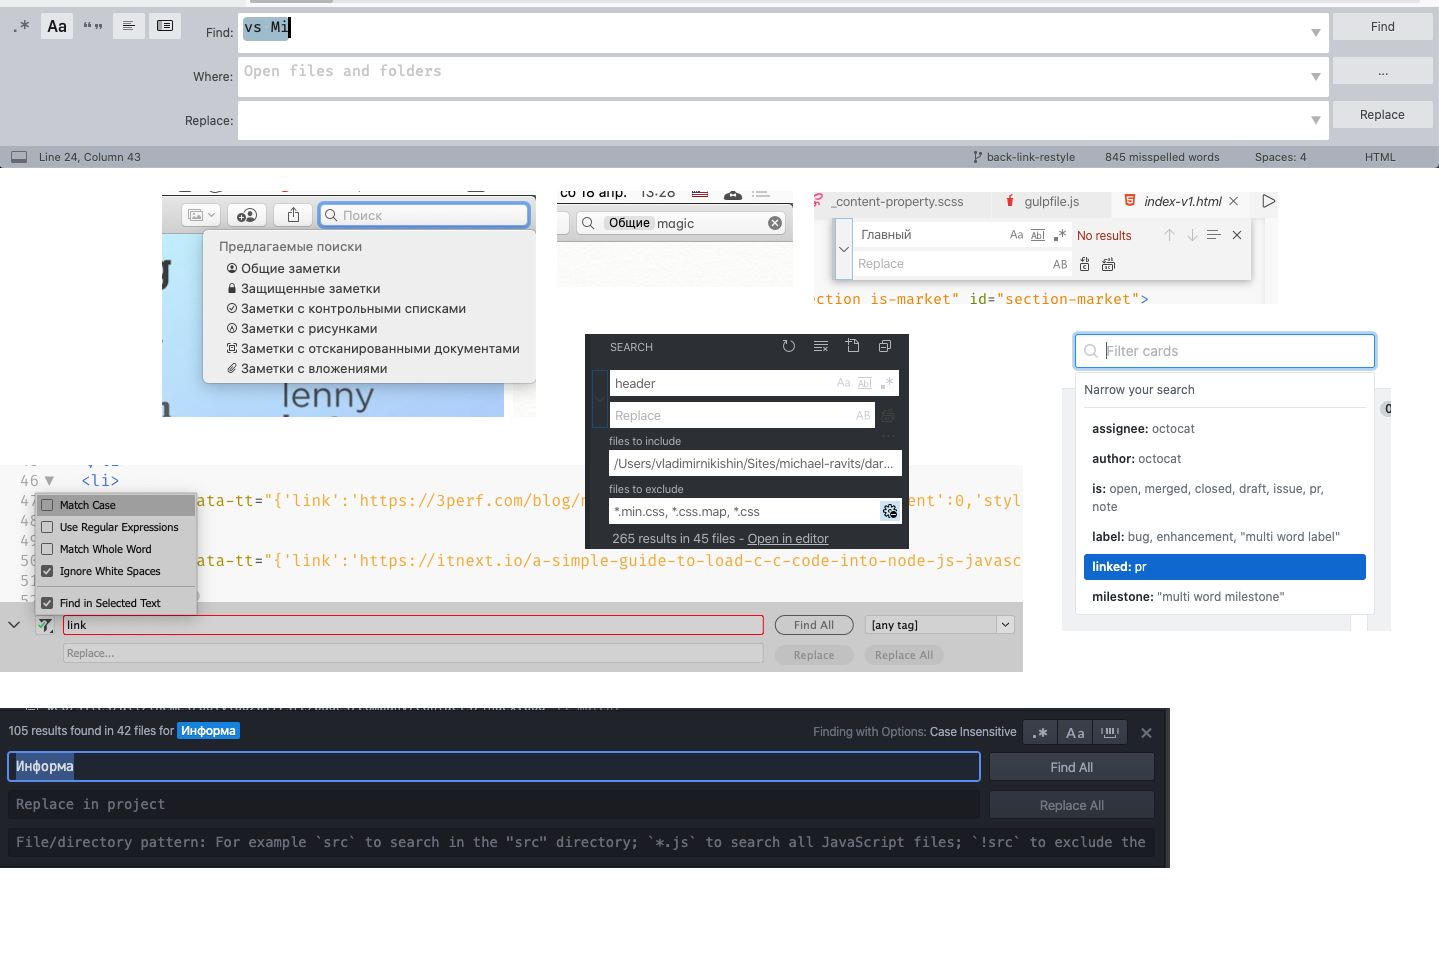 .* Aa “” Find: vs Mi Find
Where: Open files and folders ...
Replace: Replace
Line 24, Column 43 back-link-restyle 845 misspelled words Spaces: 4 HTML
Поиск
Предлагаемые поиски
Общие заметки
Защищенные заметки
Заметки с контрольными списками
Заметки с рисунками
Заметки с отсканированными документами
Заметки с вложениями
lenny
со 18 апр. 13:28
Общие magic
_content-property.scss gulpfile.js index-v1.html
Главный Aa Abl .* No results
Replace AB
ction is-market" id="section-market">
SEARCH
header Aa Abl .*
Replace AB
files to include
/Users/vladimirnikishin/Sites/michael-ravits/dar...
files to exclude
*.min.css, *.css.map, *.css
265 results in 45 files - Open in editor
Filter cards
Narrow your search
assignee: octocat
author: octocat
is: open, merged, closed, draft, issue, pr,
note
label: bug, enhancement, "multi word label"
linked: pr
milestone: "multi word milestone"
46 <li>
47 ata-tt="{'link':'https://3perf.com/blog/ ent':0,'styl
48
49
50 ata-tt="{'link':'https://itnext.io/a-simple-guide-to-load-c-c-code-into-node-js-javasc
51
52
Match Case
Use Regular Expressions
Match Whole Word
Ignore White Spaces
Find in Selected Text
link Find All [any tag]
Replace... Replace Replace All
105 results found in 42 files for Информа Finding with Options: Case Insensitive .* Aa
Информа Find All
Replace in project Replace All
File/directory pattern: For example `src` to search in the "src" directory; `*.js` to search all JavaScript files; `!src` to exclude the